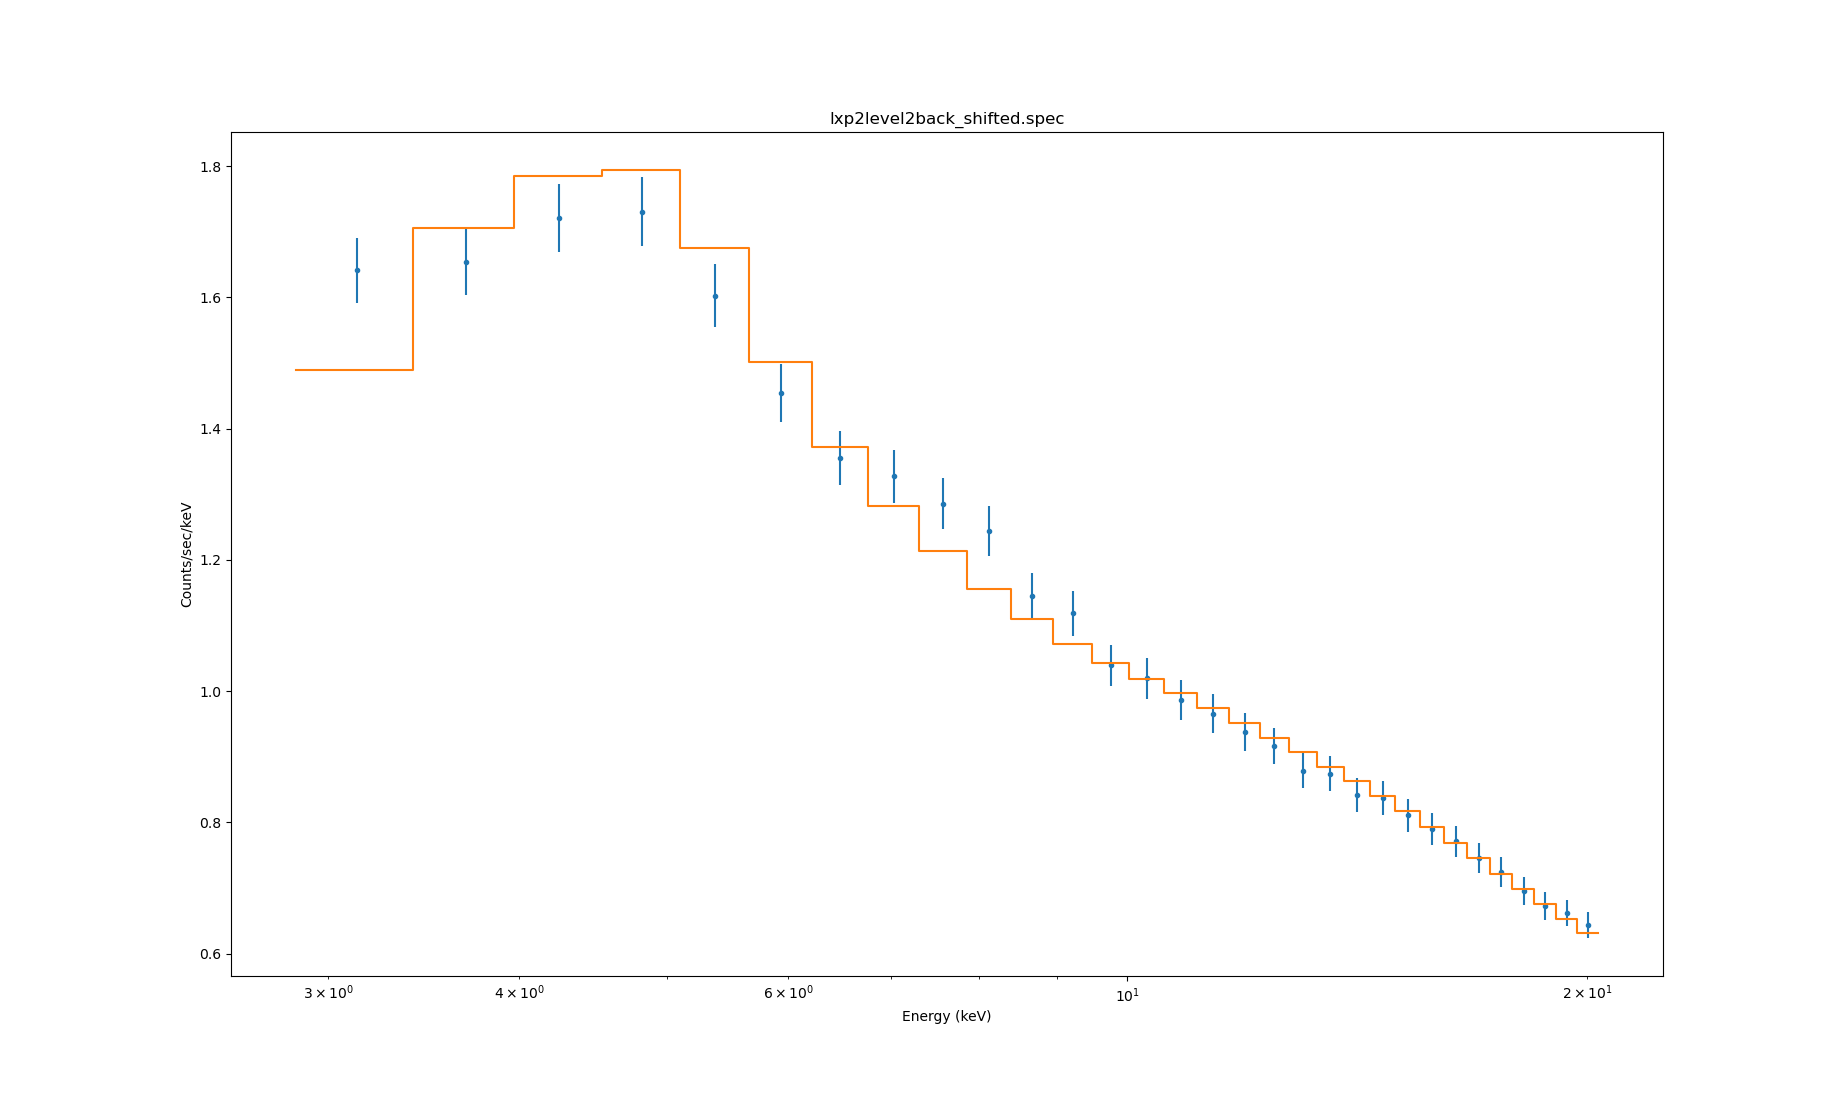 lxp2level2back_shifted.spec
Counts/sec/keV
1.8
1.6
1.4
1.2
1.0
0.8
0.6
3 × 10⁰
4 × 10⁰
6 × 10⁰
10¹
2 × 10¹
Energy (keV)